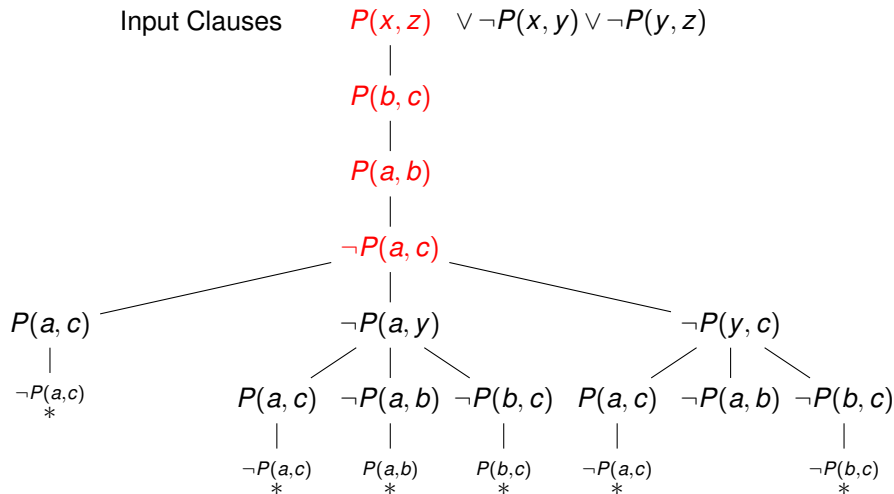 Input Clauses P(x, z) ∨ ¬P(x, y) ∨ ¬P(y, z)
P(b, c)
P(a, b)
¬P(a, c)
P(a, c) ¬P(a, y) ¬P(y, c)
¬P(a,c)
*
P(a, c) ¬P(a, b) ¬P(b, c) P(a, c) ¬P(a, b) ¬P(b, c)
¬P(a,c) P(a,b) P(b,c) ¬P(a,c) ¬P(b,c)
* * * * *